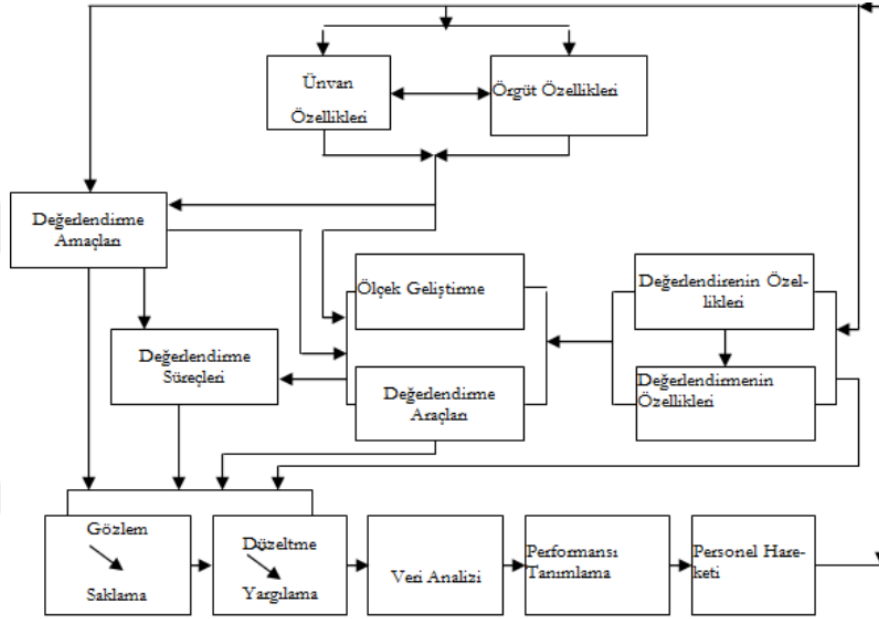 Ünvan
Özellikleri
Örgüt Özellikleri
Değerlendirme
Amaçları
Ölçek Geliştirme
Değerlendirenin Özel-
likleri
Değerlendirme
Süreçleri
Değerlendirme
Araçları
Değerlendirmenin
Özellikleri
Gözlem
Saklama
Düzeltme
Yargılama
Veri Analizi
Performansı
Tanımlama
Personel Hare-
keti